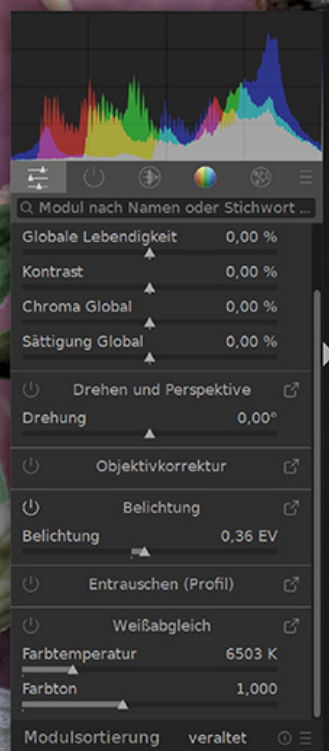 Modul nach Namen oder Stichwort ...
Globale Lebendigkeit 0,00 %
Kontrast 0,00 %
Chroma Global 0,00 %
Sättigung Global 0,00 %
Drehen und Perspektive
Drehung 0,00°
Objektivkorrektur
Belichtung
Belichtung 0,36 EV
Entrauschen (Profil)
Weißabgleich
Farbtemperatur 6503 K
Farbton 1,000
Modulsortierung veraltet